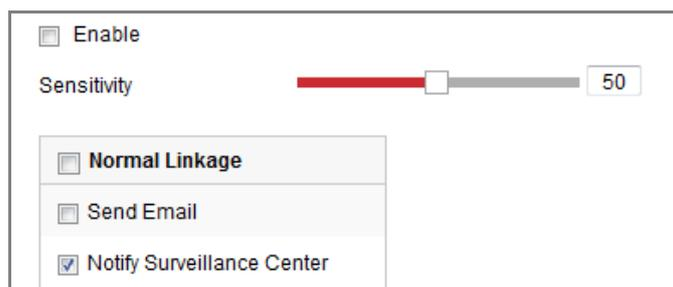 Enable
Sensitivity 50
Normal Linkage
Send Email
Notify Surveillance Center